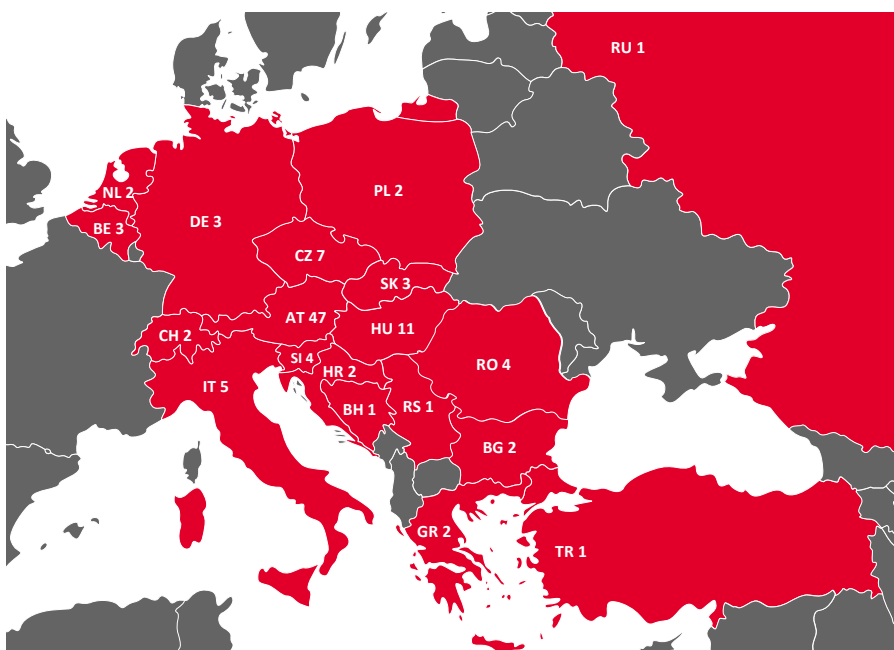 RU 1
NL 2
PL 2
BE 3
DE 3
CZ 7
SK 3
AT 47
HU 11
CH 2
SI 4
HR 2
RO 4
IT 5
BH 1
RS 1
BG 2
GR 2
TR 1